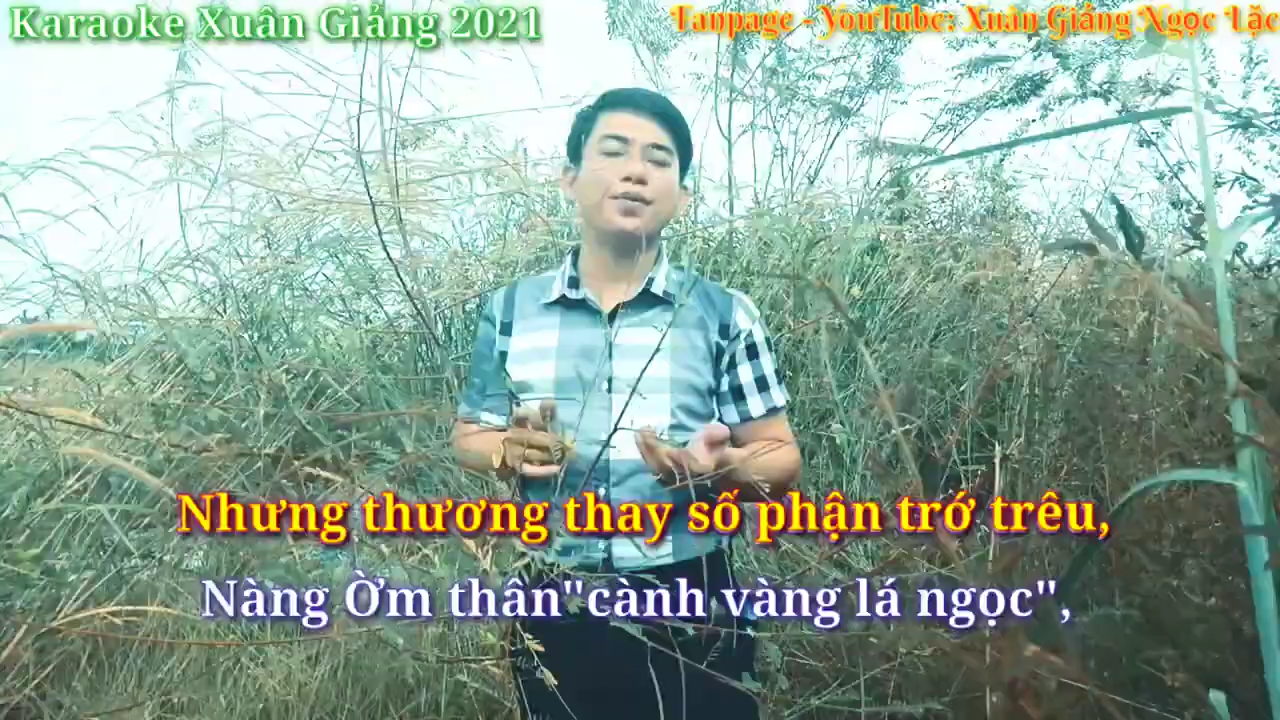 Karaoke Xuân Giảng 2021
Fanpage - YouTube: Xuân Giảng Ngọc Lặc
Nhưng thương thay số phận trớ trêu,
Nàng Ờm thân"cành vàng lá ngọc",